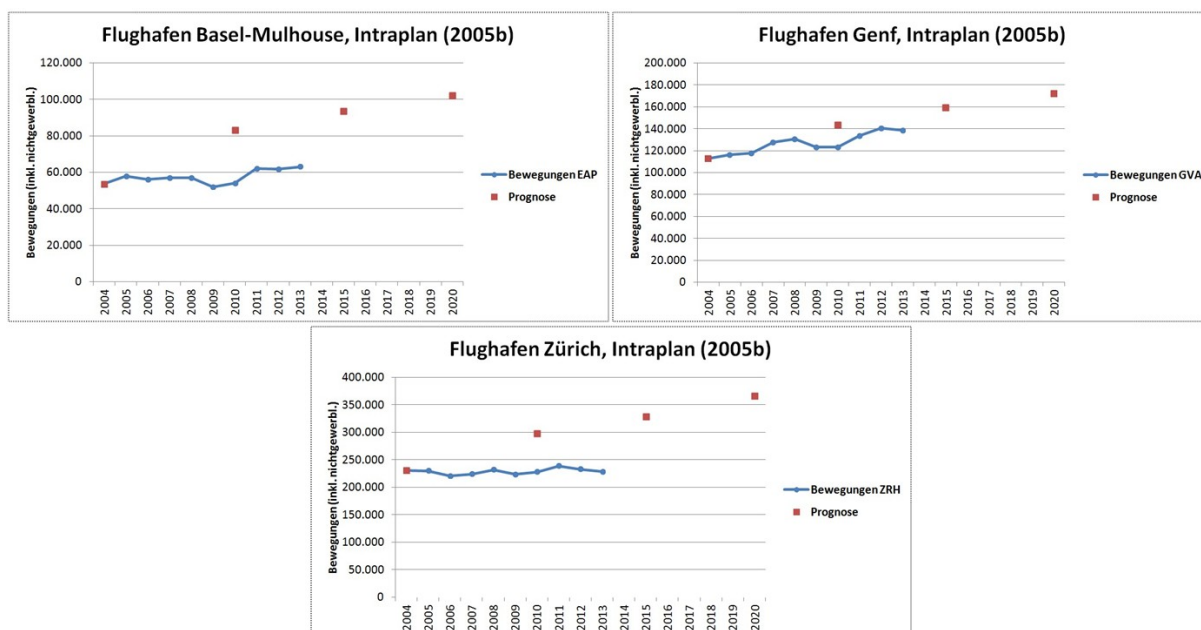 Flughafen Basel-Mulhouse, Intraplan (2005b)
Bewegungen (inkl. nichtgewerbl.)
120.000
100.000
80.000
60.000
40.000
20.000
0
2004 2005 2006 2007 2008 2009 2010 2011 2012 2013 2014 2015 2016 2017 2018 2019 2020
Bewegungen EAP
Prognose
Flughafen Genf, Intraplan (2005b)
Bewegungen (inkl. nichtgewerbl.)
200.000
180.000
160.000
140.000
120.000
100.000
80.000
60.000
40.000
20.000
0
2004 2005 2006 2007 2008 2009 2010 2011 2012 2013 2014 2015 2016 2017 2018 2019 2020
Bewegungen GVA
Prognose
Flughafen Zürich, Intraplan (2005b)
Bewegungen (inkl. nichtgewerbl.)
400.000
350.000
300.000
250.000
200.000
150.000
100.000
50.000
0
2004 2005 2006 2007 2008 2009 2010 2011 2012 2013 2014 2015 2016 2017 2018 2019 2020
Bewegungen ZRH
Prognose